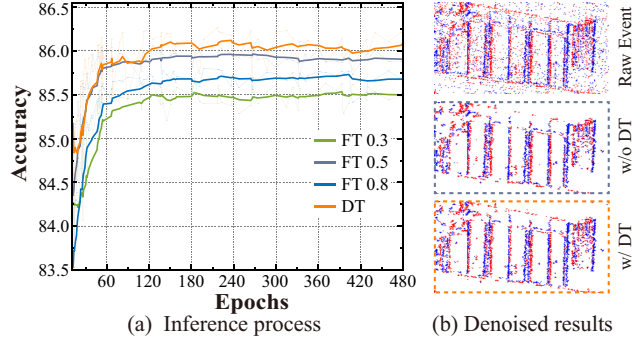 86.5
86.0
85.5
85.0
84.5
84.0
83.5
Accuracy
FT 0.3
FT 0.5
FT 0.8
DT
60 120 180 240 300 360 420 480
Epochs
(a) Inference process
Raw Event
w/o DT
w/ DT
(b) Denoised results